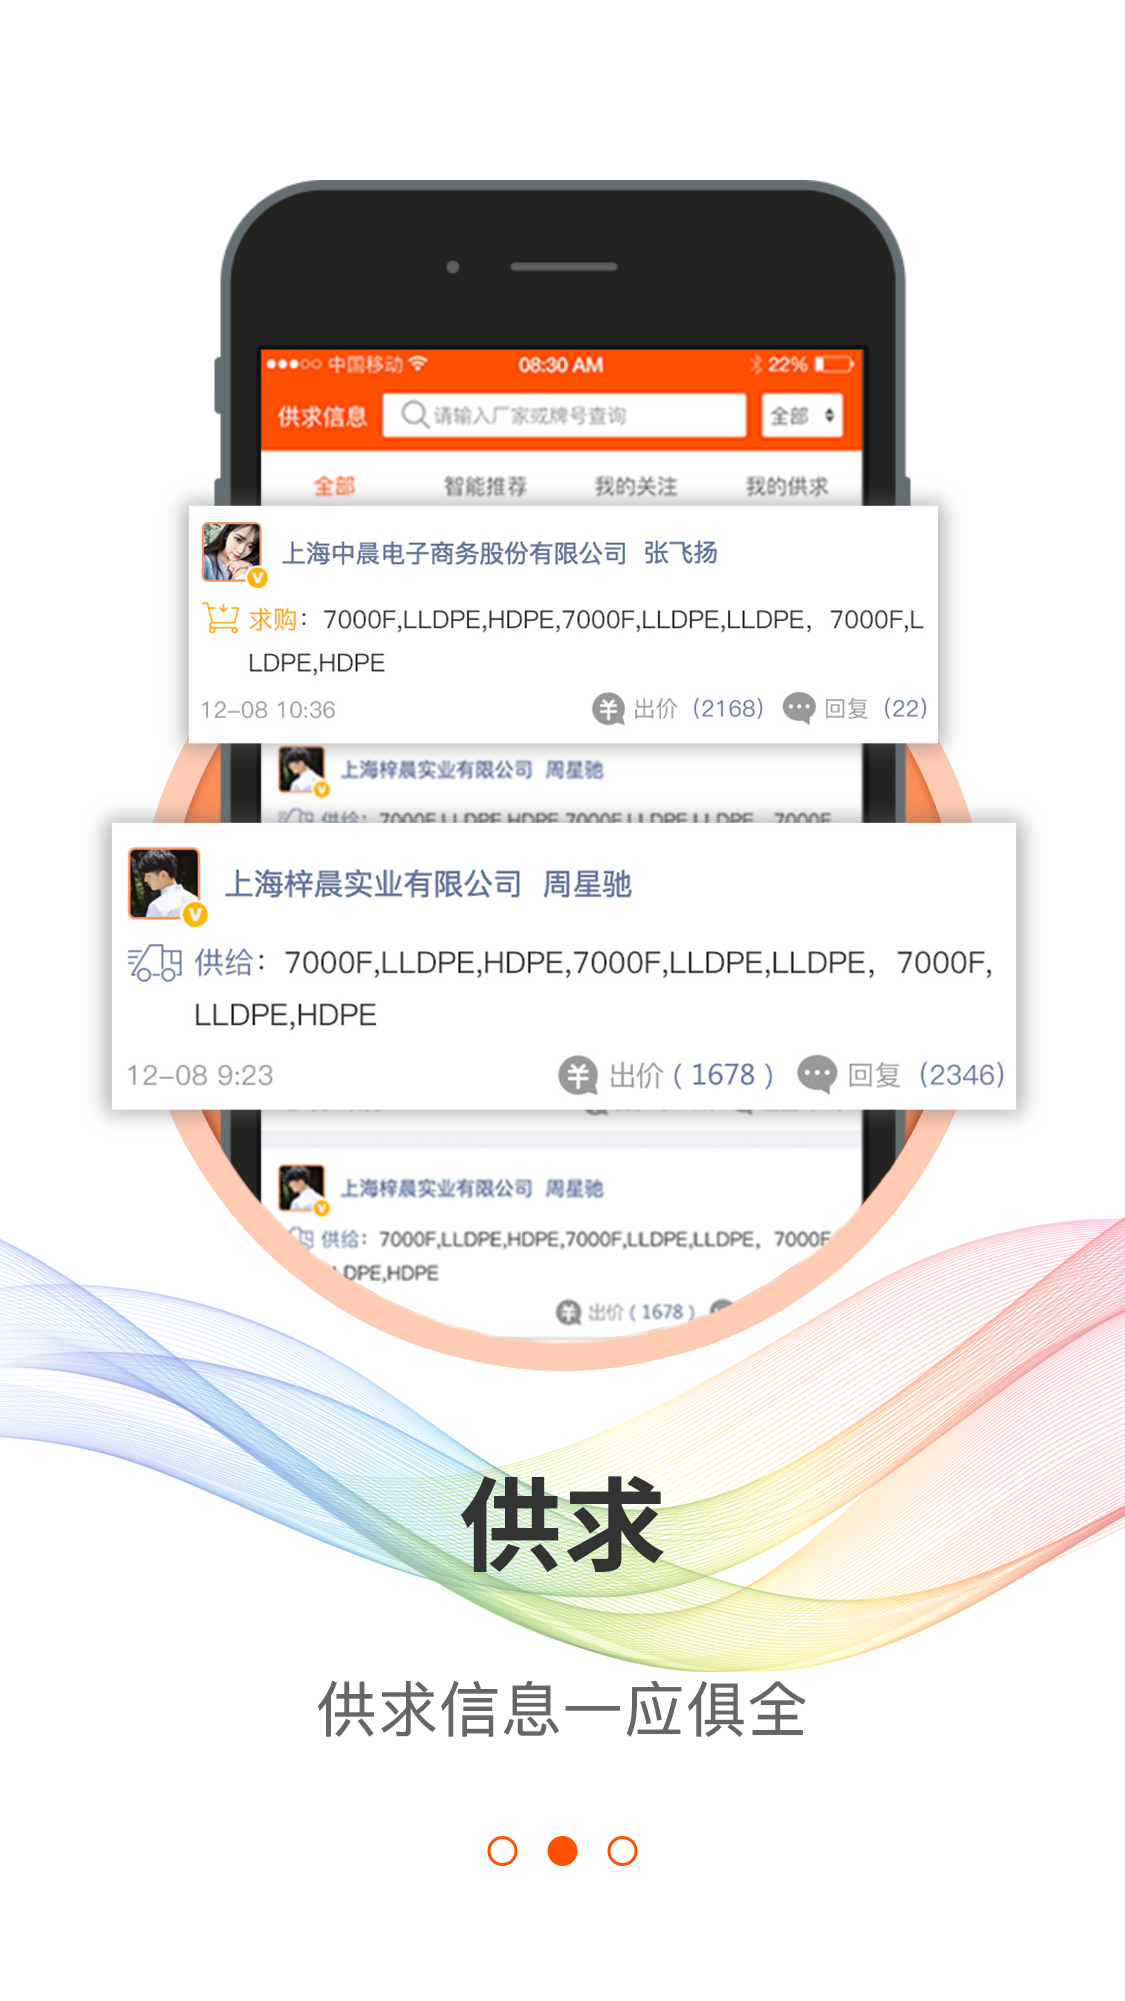 中国移动 08:30 AM 22%
供求信息 请输入厂家或牌号查询 全部
全部 智能推荐 我的关注 我的供求
上海中晨电子商务股份有限公司 张飞扬
求购：7000F,LLDPE,HDPE,7000F,LLDPE,LLDPE，7000F,L
LDPE,HDPE
12-08 10:36 出价 (2168) 回复 (22)
上海梓晨实业有限公司 周星驰
供给：7000F,LLDPE,HDPE,7000F,LLDPE,LLDPE，7000F
上海梓晨实业有限公司 周星驰
供给：7000F,LLDPE,HDPE,7000F,LLDPE,LLDPE，7000F,
LLDPE,HDPE
12-08 9:23 出价 ( 1678 ) 回复 (2346)
上海梓晨实业有限公司 周星驰
供给：7000F,LLDPE,HDPE,7000F,LLDPE,LLDPE，7000F
LDPE,HDPE
出价 ( 1678 )
供求
供求信息一应俱全